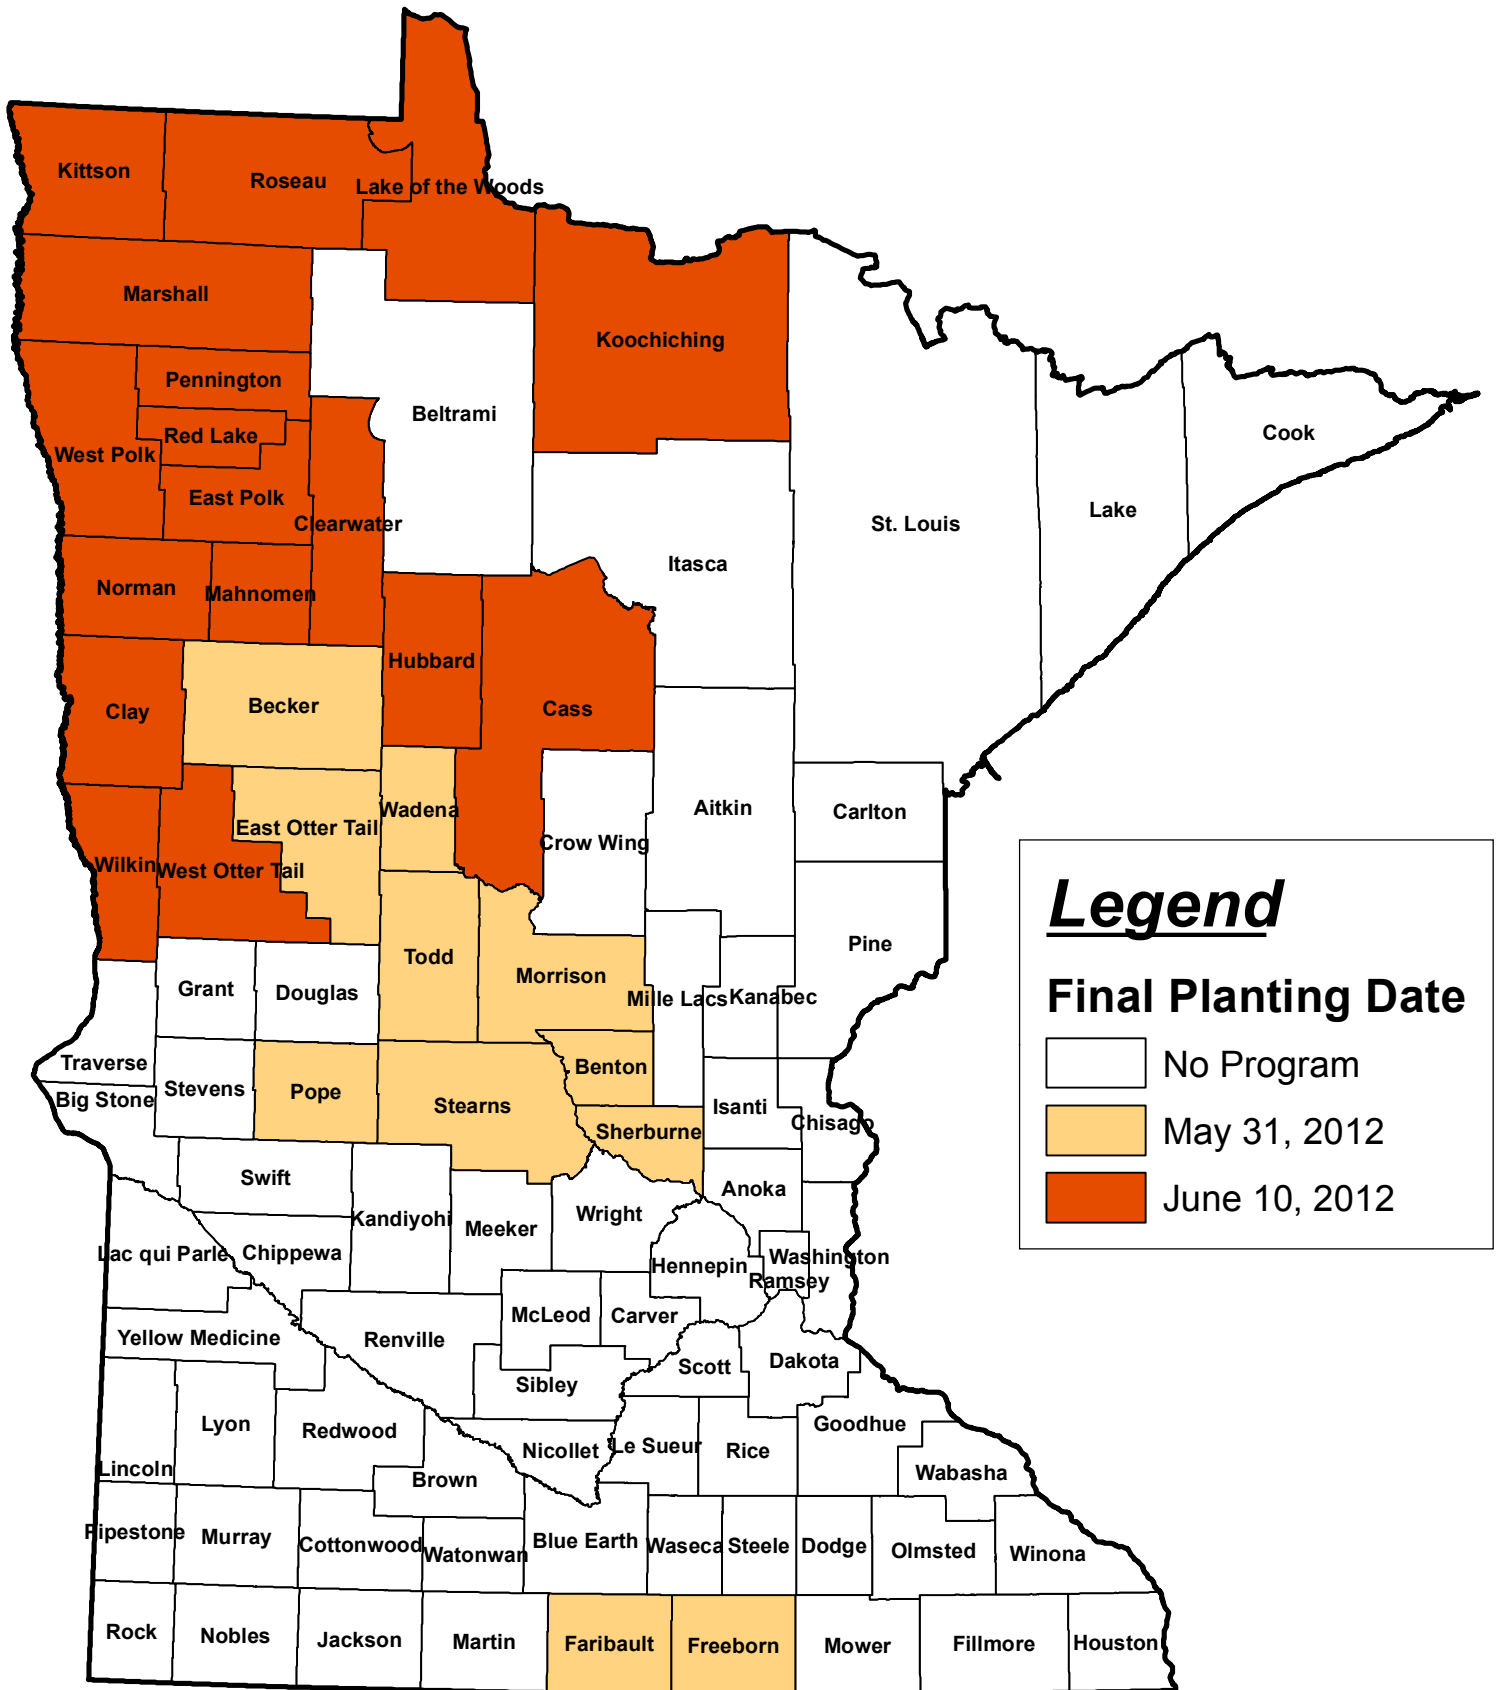 Kittson
Roseau
Lake of the Woods
Marshall
Koochiching
Pennington
Beltrami
Red Lake
West Polk
East Polk
Clearwater
Cook
Lake
St. Louis
Itasca
Norman
Mahnomen
Hubbard
Becker
Clay
Cass
Wadena
East Otter Tail
Crow Wing
Aitkin
Carlton
Wilkin
West Otter Tail
Todd
Morrison
Pine
Grant
Douglas
Mille Lacs
Kanabec
Traverse
Big Stone
Stevens
Pope
Stearns
Benton
Sherburne
Isanti
Chisago
Swift
Kandiyohi
Meeker
Wright
Anoka
Lac qui Parle
Chippewa
Hennepin
Washington
Ramsey
McLeod
Carver
Yellow Medicine
Renville
Scott
Dakota
Sibley
Lyon
Redwood
Goodhue
Lincoln
Brown
Nicollet
Le Sueur
Rice
Wabasha
Pipestone
Murray
Cottonwood
Watonwan
Blue Earth
Waseca
Steele
Dodge
Olmsted
Winona
Rock
Nobles
Jackson
Martin
Faribault
Freeborn
Mower
Fillmore
Houston
Legend
Final Planting Date
No Program
May 31, 2012
June 10, 2012